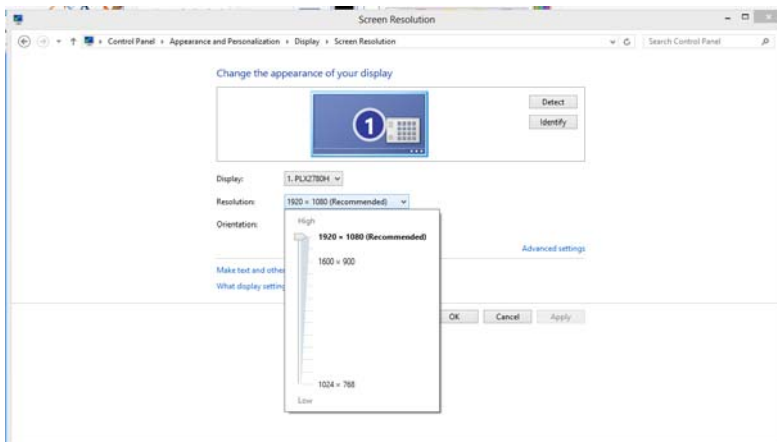 Screen Resolution
Control Panel Appearance and Personalization Display Screen Resolution
Search Control Panel
Change the appearance of your display
Detect
1
Identify
Display: 1. PLX2780H
Resolution: 1920 × 1080 (Recommended)
Orientation: High
1920 × 1080 (Recommended)
1600 × 900
Advanced settings
Make text and other
What display setting
OK Cancel Apply
1024 × 768
Low